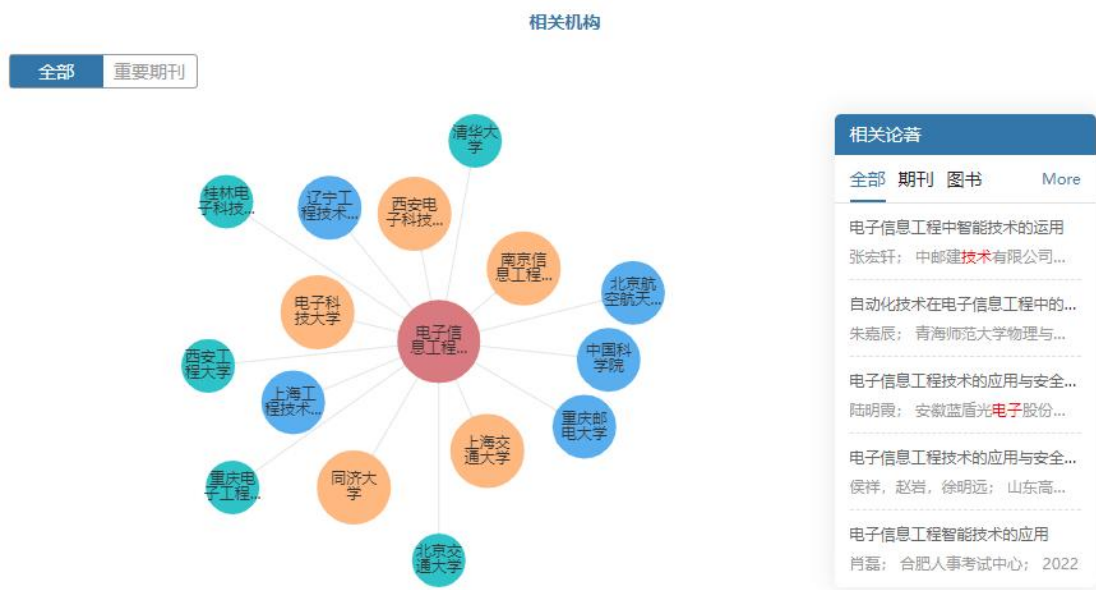 相关机构
全部 重要期刊
清华大
学
桂林电
子科技...
辽宁工
程技术...
西安电
子科技...
南京信
息工程...
北京航
空航天...
电子科
技大学
电子信
息工程...
中国科
学院
西安工
程大学
上海工
程技术...
重庆邮
电大学
上海交
通大学
重庆电
子工程...
同济大
学
北京交
通大学
相关论著
全部 期刊 图书 More
电子信息工程中智能技术的运用
张宏轩； 中邮建技术有限公司...
自动化技术在电子信息工程中的...
朱嘉辰； 青海师范大学物理与...
电子信息工程技术的应用与安全...
陆明霞； 安徽蓝盾光电子股份...
电子信息工程技术的应用与安全...
侯祥，赵岩，徐明远； 山东高...
电子信息工程智能技术的应用
肖磊； 合肥人事考试中心； 2022